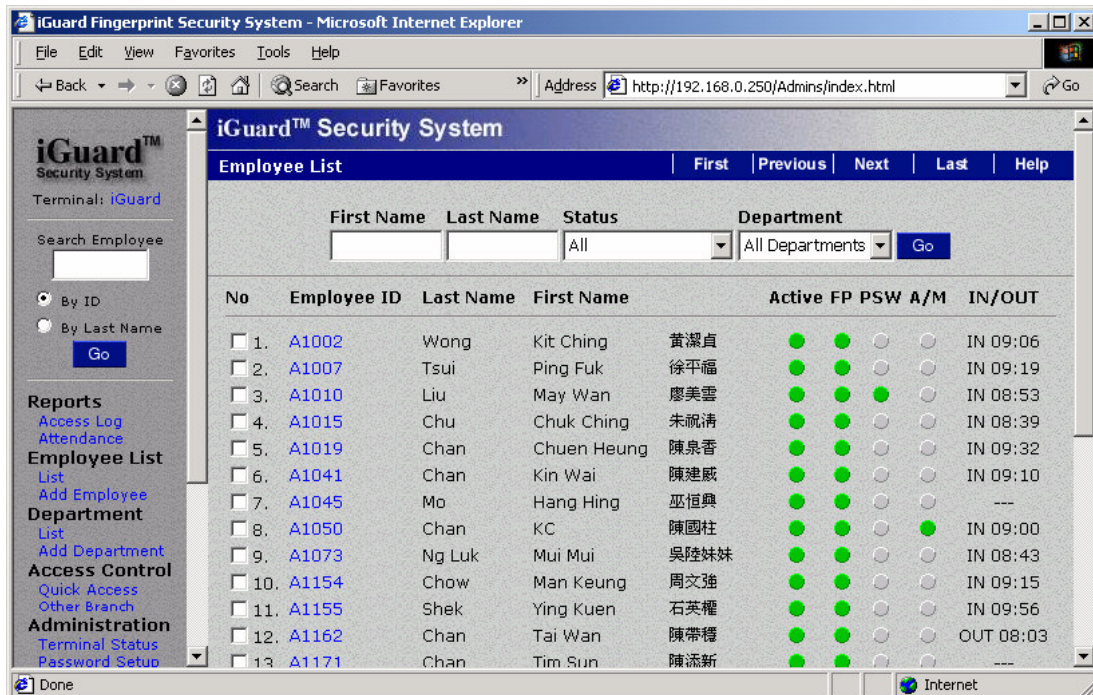 iGuard Fingerprint Security System - Microsoft Internet Explorer
File Edit View Favorites Tools Help
Back Search Favorites » Address http://192.168.0.250/Admins/index.html Go
iGuard™
Security System
Terminal: iGuard
Search Employee
By ID
By Last Name
Go
Reports
Access Log
Attendance
Employee List
List
Add Employee
Department
List
Add Department
Access Control
Quick Access
Other Branch
Administration
Terminal Status
Password Setup
iGuard™ Security System
Employee List | First | Previous | Next | Last | Help
First Name Last Name Status Department
All All Departments Go
No Employee ID Last Name First Name Active FP PSW A/M IN/OUT
1. A1002 Wong Kit Ching 黃潔貞 IN 09:06
2. A1007 Tsui Ping Fuk 徐平福 IN 09:19
3. A1010 Liu May Wan 廖美雲 IN 08:53
4. A1015 Chu Chuk Ching 朱祝清 IN 08:39
5. A1019 Chan Chuen Heung 陳泉香 IN 09:32
6. A1041 Chan Kin Wai 陳建威 IN 09:10
7. A1045 Mo Hang Hing 巫恒興 ---
8. A1050 Chan KC 陳國柱 IN 09:00
9. A1073 Ng Luk Mui Mui 吳陸妹妹 IN 08:43
10. A1154 Chow Man Keung 周文強 IN 09:15
11. A1155 Shek Ying Kuen 石英權 IN 09:56
12. A1162 Chan Tai Wan 陳帶穩 OUT 08:03
13. A1171 Chan Tim Sun 陳添新 ---
Done Internet